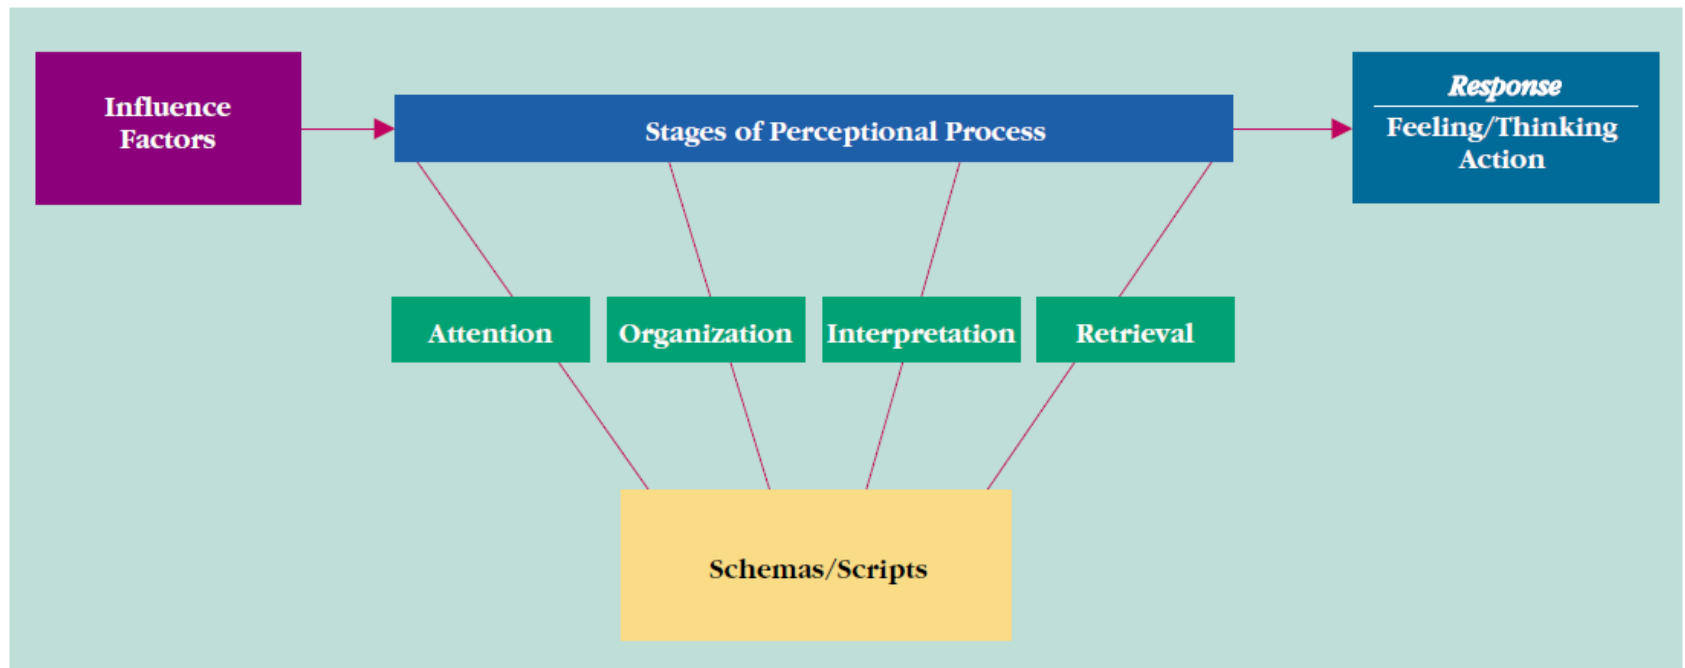 Influence
Factors
Stages of Perceptional Process
Response
Feeling/Thinking
Action
Attention
Organization
Interpretation
Retrieval
Schemas/Scripts